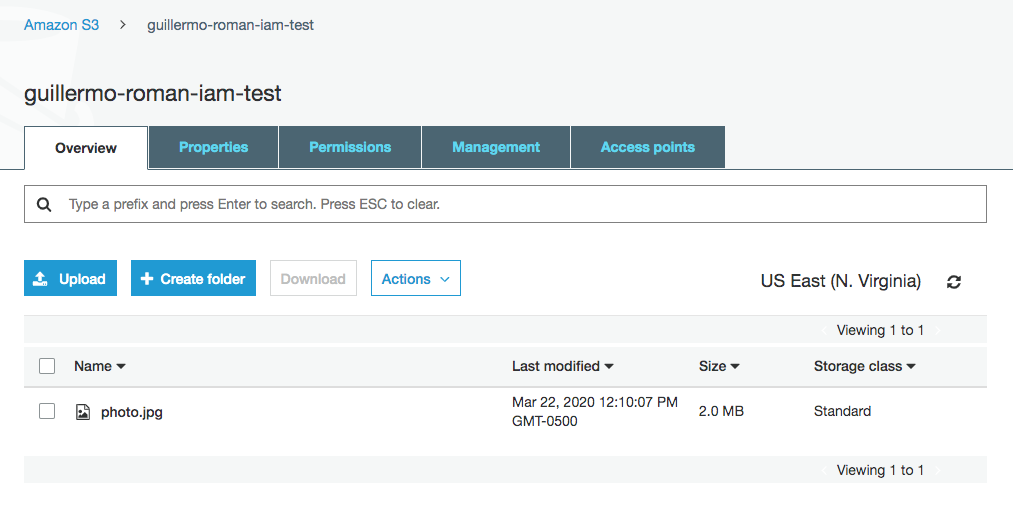 Amazon S3 > guillermo-roman-iam-test
guillermo-roman-iam-test
Overview Properties Permissions Management Access points
Type a prefix and press Enter to search. Press ESC to clear.
Upload + Create folder Download Actions US East (N. Virginia)
Viewing 1 to 1
Name Last modified Size Storage class
photo.jpg Mar 22, 2020 12:10:07 PM 2.0 MB Standard
GMT-0500
Viewing 1 to 1